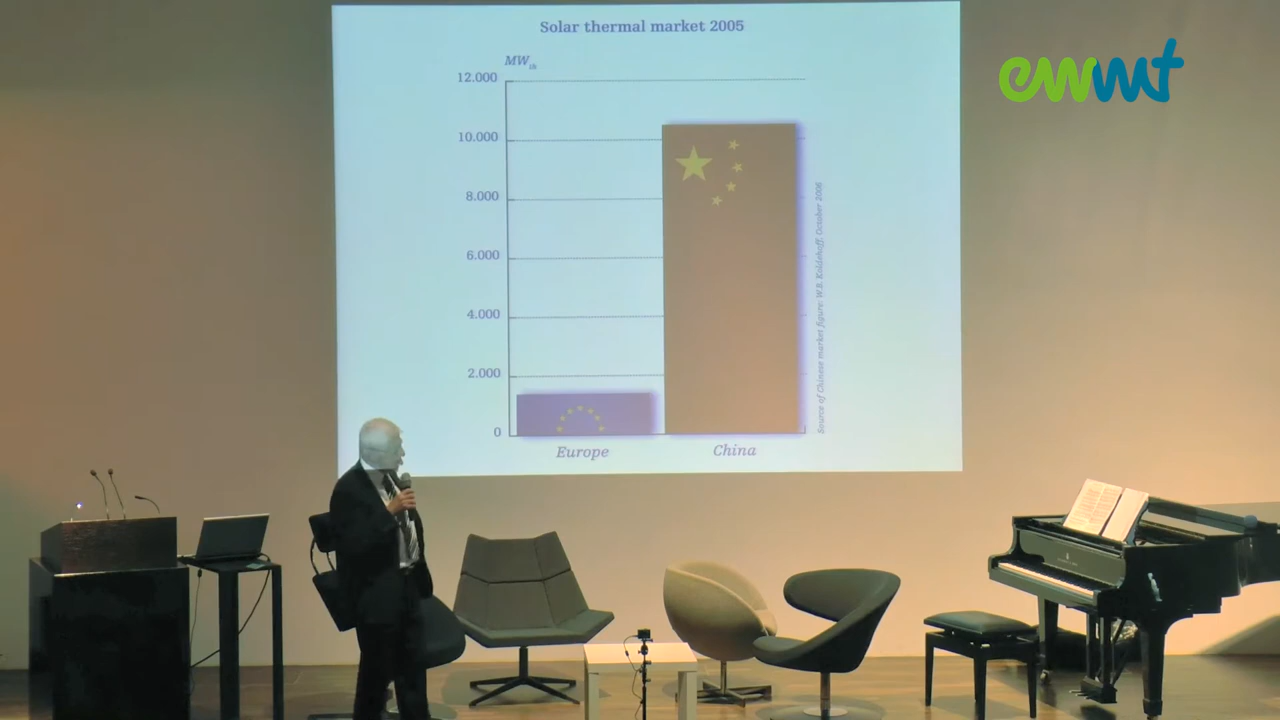 Solar thermal market 2005
ewwt
MWth
12.000
10.000
8.000
6.000
4.000
2.000
0
Europe
China
Source of Chinese market figure: W.B. Koldehoff, October 2006